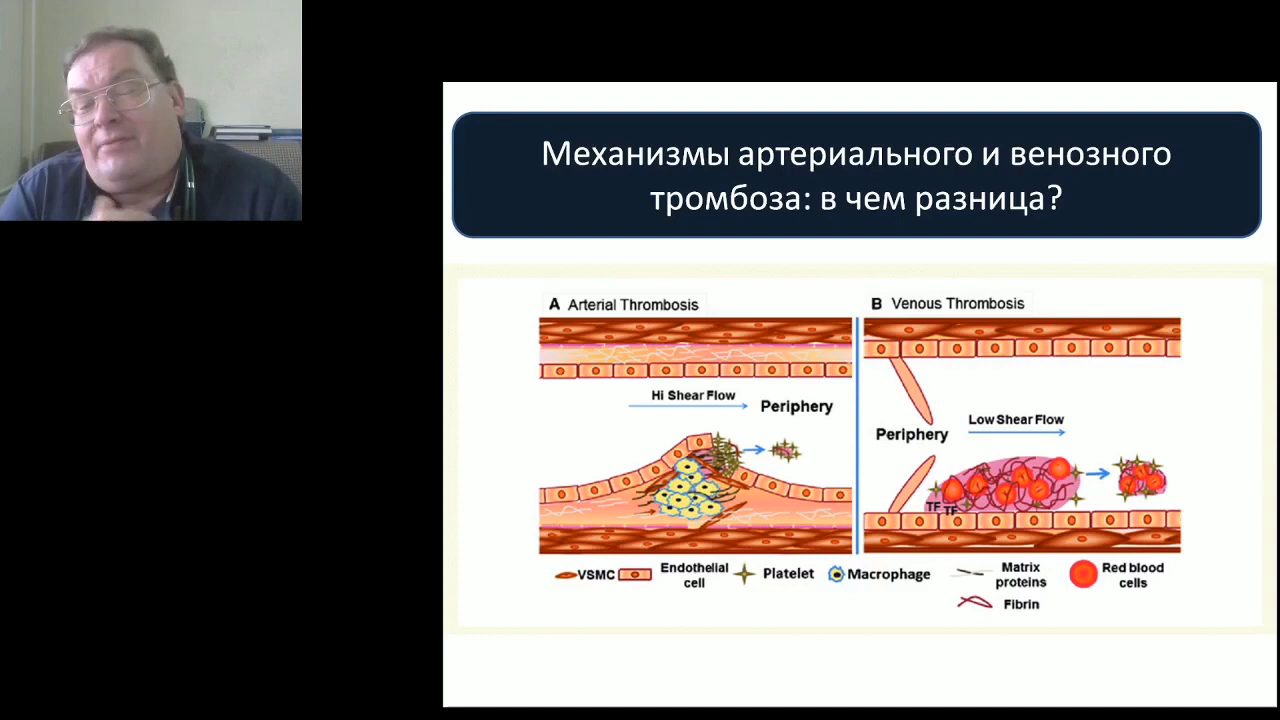 Механизмы артериального и венозного
тромбоза: в чем разница?
A Arterial Thrombosis
B Venous Thrombosis
Hi Shear Flow
Periphery
Low Shear Flow
Periphery
TF TF
VSMC
Endothelial
cell
Platelet
Macrophage
Matrix
proteins
Red blood
cells
Fibrin